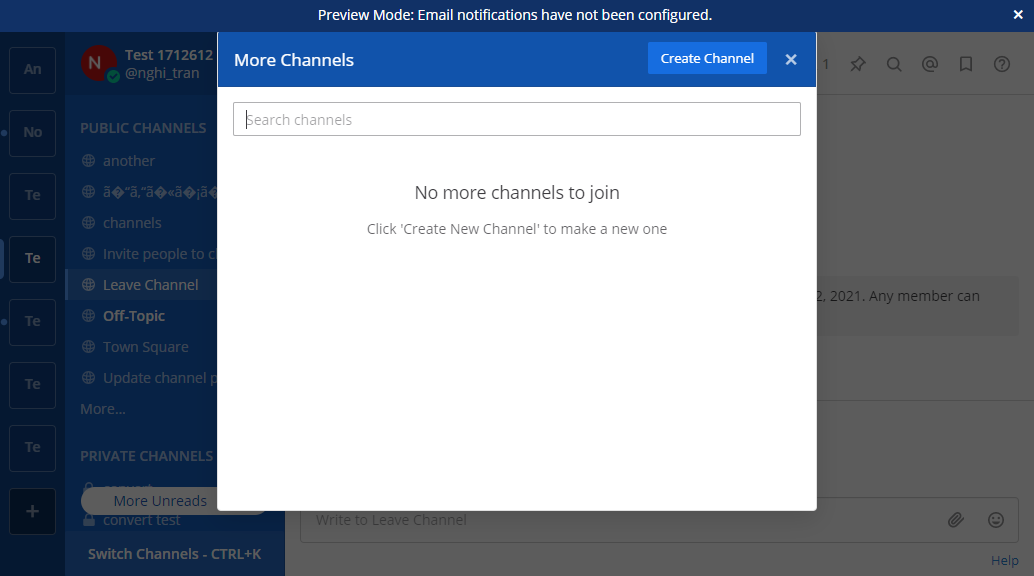 Preview Mode: Email notifications have not been configured.
An
No
Te
Te
Te
Te
Te
N
Test 1712612
@nghi_tran
PUBLIC CHANNELS
another
channels
Invite people to
Leave Channel
Off-Topic
Town Square
Update channel
More...
PRIVATE CHANNELS
More Unreads
convert test
Switch Channels - CTRL+K
More Channels
Create Channel
Search channels
No more channels to join
Click 'Create New Channel' to make a new one
1
2, 2021. Any member can
Write to Leave Channel
Help